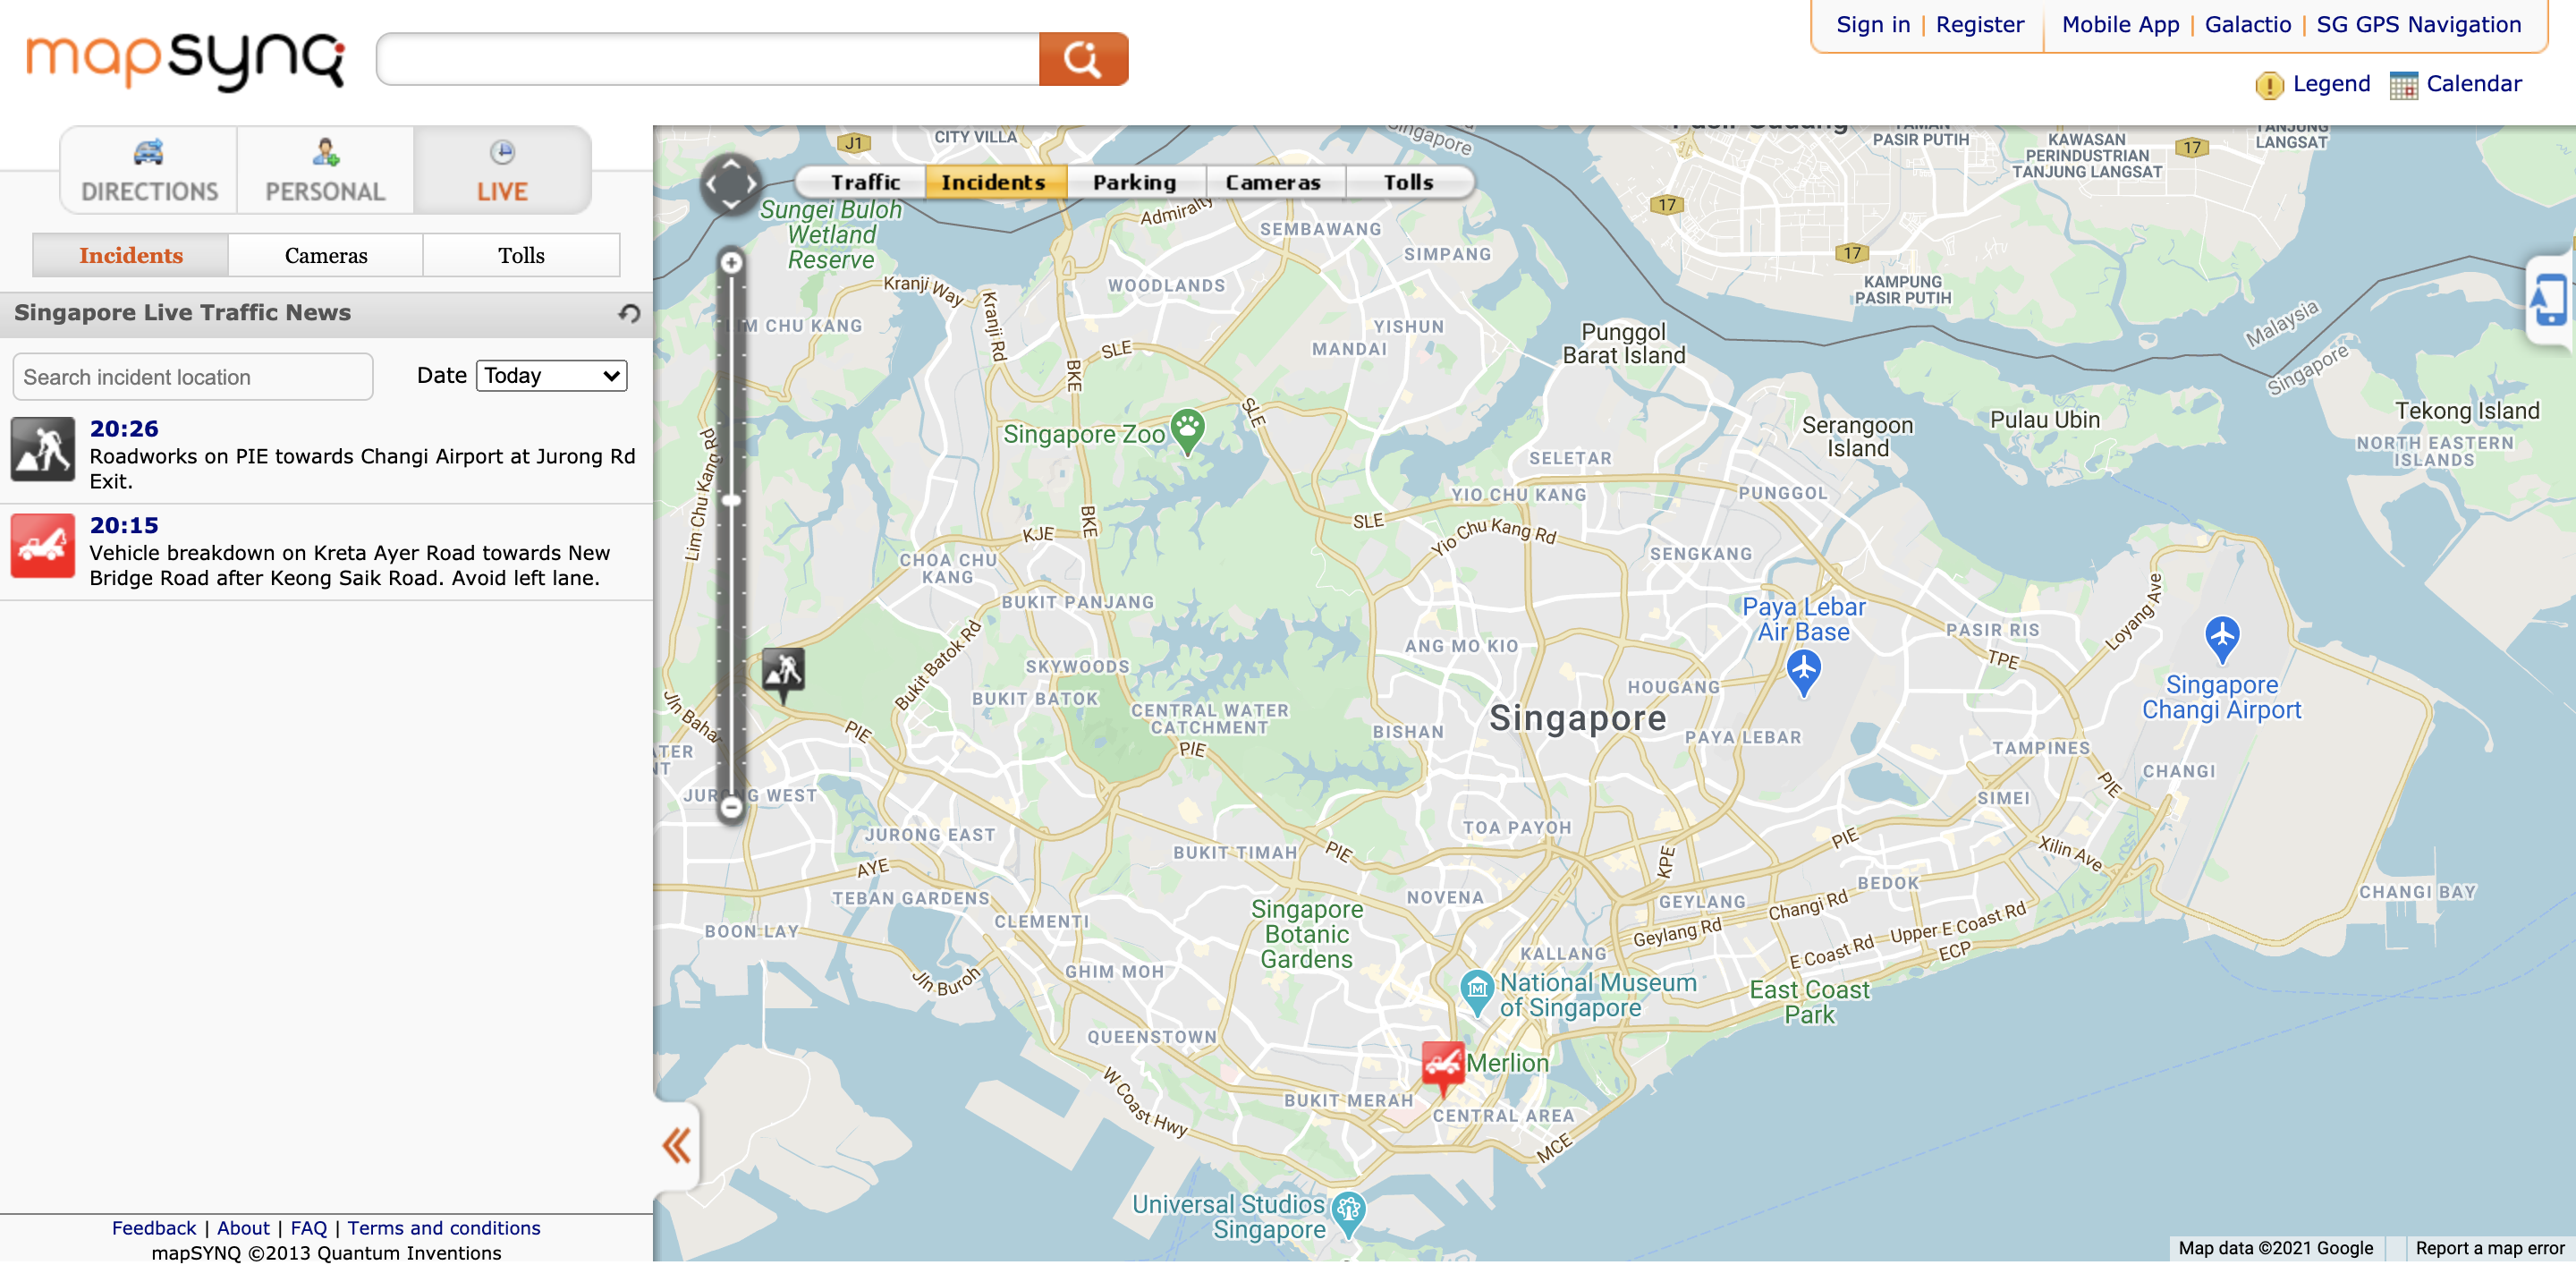 mapsynq
Sign in | Register
Mobile App | Galactio | SG GPS Navigation
Legend
Calendar
DIRECTIONS
PERSONAL
LIVE
Incidents
Cameras
Tolls
Singapore Live Traffic News
Search incident location
Date
Today
20:26
Roadworks on PIE towards Changi Airport at Jurong Rd
Exit.
20:15
Vehicle breakdown on Kreta Ayer Road towards New
Bridge Road after Keong Saik Road. Avoid left lane.
Feedback | About | FAQ | Terms and conditions
mapSYNQ ©2013 Quantum Inventions
Traffic
Incidents
Parking
Cameras
Tolls
J1
CITY VILLA
Singapore
Pasir Gudang
TAMAN
PASIR PUTIH
KAWASAN
PERINDUSTRIAN
TANJUNG LANGSAT
17
TANJUNG
LANGSAT
17
17
KAMPUNG
PASIR PUTIH
Malaysia
Singapore
Sungei Buloh
Wetland
Reserve
Admiralty
SEMBAWANG
SIMPANG
Kranji Way
Kranji Rd
WOODLANDS
LIM CHU KANG
YISHUN
MANDAI
SLE
BKE
Punggol
Barat Island
Singapore Zoo
SLE
Serangoon
Island
Pulau Ubin
Tekong Island
NORTH EASTERN
ISLANDS
Lim Chu Kang Rd
SELETAR
YIO CHU KANG
PUNGGOL
KJE
BKE
SLE
Yio Chu Kang Rd
SENGKANG
CHOA CHU
KANG
BUKIT PANJANG
Paya Lebar
Air Base
PASIR RIS
Loyang Ave
TPE
Bukit Batok Rd
SKYWOODS
ANG MO KIO
HOUGANG
Singapore
Changi Airport
Jln Bahar
BUKIT BATOK
CENTRAL WATER
CATCHMENT
BISHAN
Singapore
PAYA LEBAR
PIE
PIE
TAMPINES
PIE
CHANGI
JURONG WEST
SIMEI
JURONG EAST
TOA PAYOH
BUKIT TIMAH
PIE
KPE
PIE
Xilin Ave
AYE
TEBAN GARDENS
NOVENA
GEYLANG
Changi Rd
BEDOK
CHANGI BAY
BOON LAY
CLEMENTI
Singapore
Botanic
Gardens
Geylang Rd
Upper E Coast Rd
E Coast Rd
ECP
KALLANG
Jln Buroh
GHIM MOH
National Museum
of Singapore
East Coast
Park
QUEENSTOWN
Merlion
W Coast Hwy
BUKIT MERAH
CENTRAL AREA
MCE
Universal Studios
Singapore
Map data ©2021 Google
Report a map error